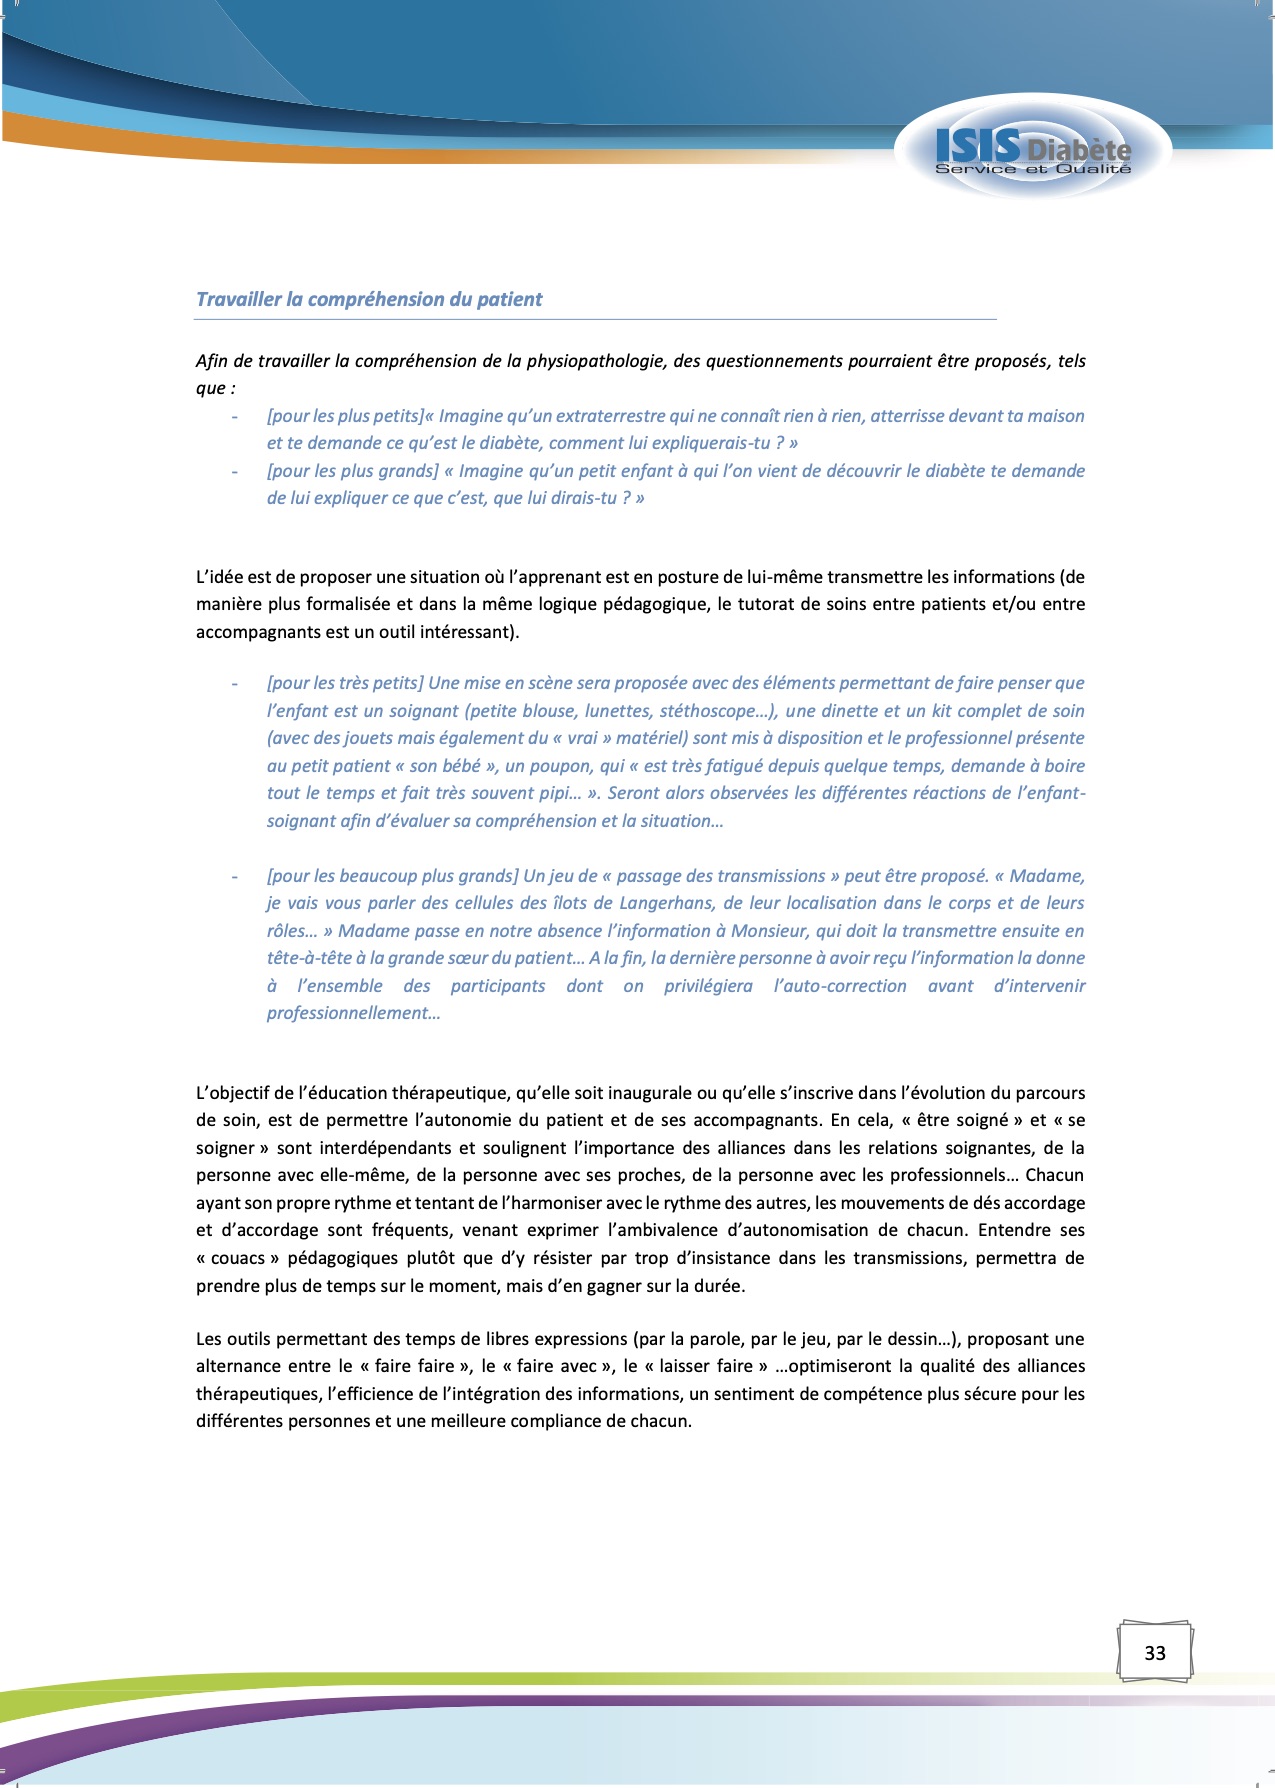 ISIS Diabète
Service et Qualité
Travailler la compréhension du patient
Afin de travailler la compréhension de la physiopathologie, des questionnements pourraient être proposés, tels
que :
- [pour les plus petits]« Imagine qu’un extraterrestre qui ne connaît rien à rien, atterrisse devant ta maison
et te demande ce qu’est le diabète, comment lui expliquerais-tu ? »
- [pour les plus grands] « Imagine qu’un petit enfant à qui l’on vient de découvrir le diabète te demande
de lui expliquer ce que c’est, que lui dirais-tu ? »
L’idée est de proposer une situation où l’apprenant est en posture de lui-même transmettre les informations (de
manière plus formalisée et dans la même logique pédagogique, le tutorat de soins entre patients et/ou entre
accompagnants est un outil intéressant).
- [pour les très petits] Une mise en scène sera proposée avec des éléments permettant de faire penser que
l’enfant est un soignant (petite blouse, lunettes, stéthoscope…), une dinette et un kit complet de soin
(avec des jouets mais également du « vrai » matériel) sont mis à disposition et le professionnel présente
au petit patient « son bébé », un poupon, qui « est très fatigué depuis quelque temps, demande à boire
tout le temps et fait très souvent pipi… ». Seront alors observées les différentes réactions de l’enfant-
soignant afin d’évaluer sa compréhension et la situation…
- [pour les beaucoup plus grands] Un jeu de « passage des transmissions » peut être proposé. « Madame,
je vais vous parler des cellules des îlots de Langerhans, de leur localisation dans le corps et de leurs
rôles… » Madame passe en notre absence l’information à Monsieur, qui doit la transmettre ensuite en
tête-à-tête à la grande sœur du patient… A la fin, la dernière personne à avoir reçu l’information la donne
à l’ensemble des participants dont on privilégiera l’auto-correction avant d’intervenir
professionnellement…
L’objectif de l’éducation thérapeutique, qu’elle soit inaugurale ou qu’elle s’inscrive dans l’évolution du parcours
de soin, est de permettre l’autonomie du patient et de ses accompagnants. En cela, « être soigné » et « se
soigner » sont interdépendants et soulignent l’importance des alliances dans les relations soignantes, de la
personne avec elle-même, de la personne avec ses proches, de la personne avec les professionnels… Chacun
ayant son propre rythme et tentant de l’harmoniser avec le rythme des autres, les mouvements de dés accordage
et d’accordage sont fréquents, venant exprimer l’ambivalence d’autonomisation de chacun. Entendre ses
« couacs » pédagogiques plutôt que d’y résister par trop d’insistance dans les transmissions, permettra de
prendre plus de temps sur le moment, mais d’en gagner sur la durée.
Les outils permettant des temps de libres expressions (par la parole, par le jeu, par le dessin…), proposant une
alternance entre le « faire faire », le « faire avec », le « laisser faire » …optimiseront la qualité des alliances
thérapeutiques, l’efficience de l’intégration des informations, un sentiment de compétence plus sécure pour les
différentes personnes et une meilleure compliance de chacun.
33